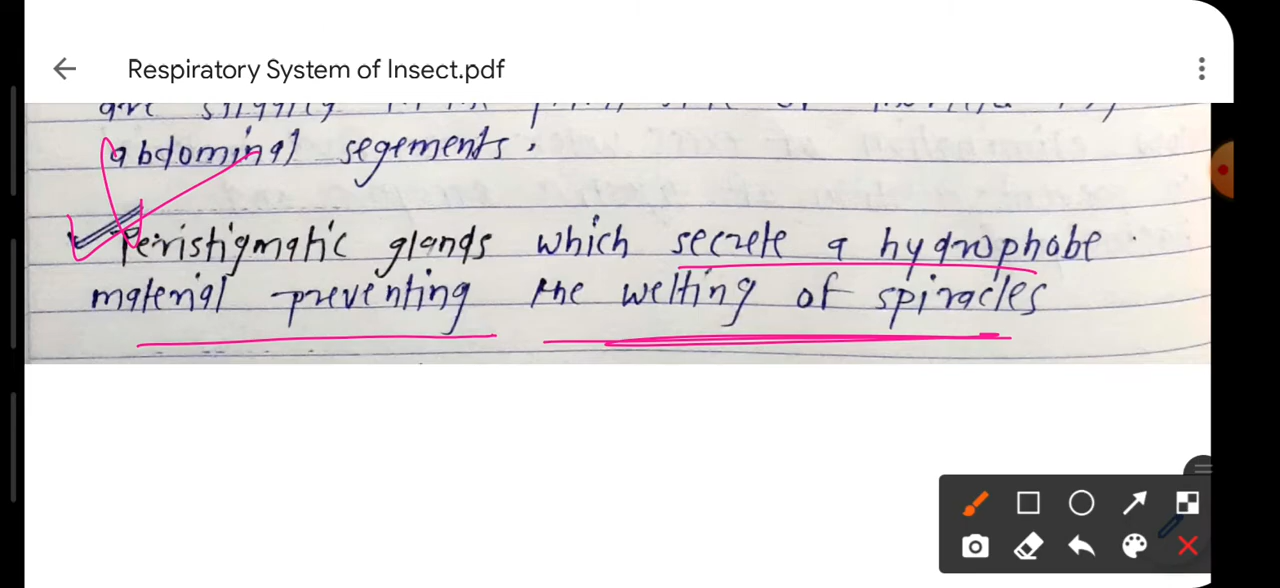 Respiratory System of Insect.pdf
abdominal segements.
Peristigmatic glands which secrete a hydrophobe
material preventing the welting of spiracles